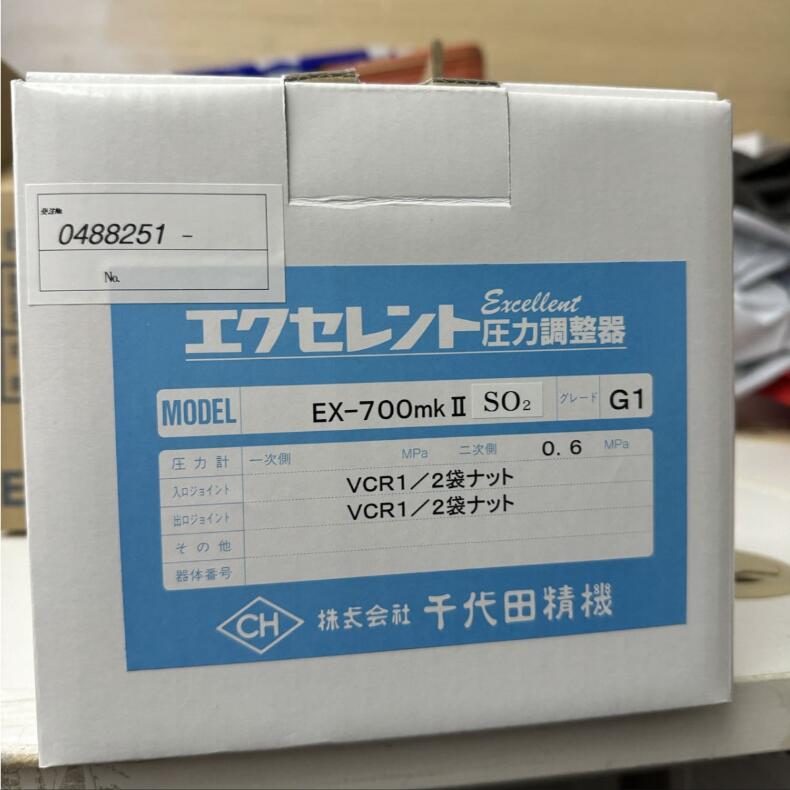 受注No.
0488251 -
No.
Excellent
エクセレント圧力調整器
MODEL EX-700mkⅡ SO₂ グレード G1
圧力計 一次側 MPa 二次側 0.6 MPa
入口ジョイント VCR1/2袋ナット
出口ジョイント VCR1/2袋ナット
その他
器体番号
CH 株式会社 千代田精機